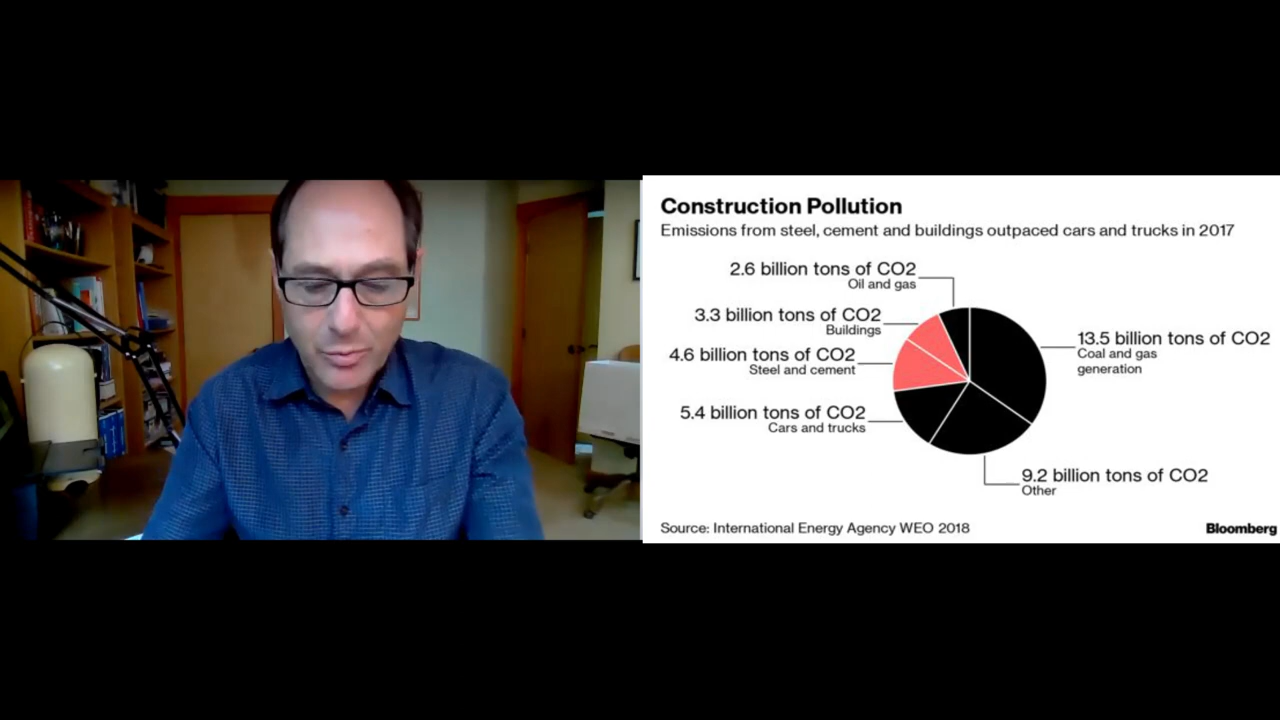 Construction Pollution
Emissions from steel, cement and buildings outpaced cars and trucks in 2017
2.6 billion tons of CO2
Oil and gas
3.3 billion tons of CO2
Buildings
4.6 billion tons of CO2
Steel and cement
5.4 billion tons of CO2
Cars and trucks
13.5 billion tons of CO2
Coal and gas
generation
9.2 billion tons of CO2
Other
Source: International Energy Agency WEO 2018
Bloomberg